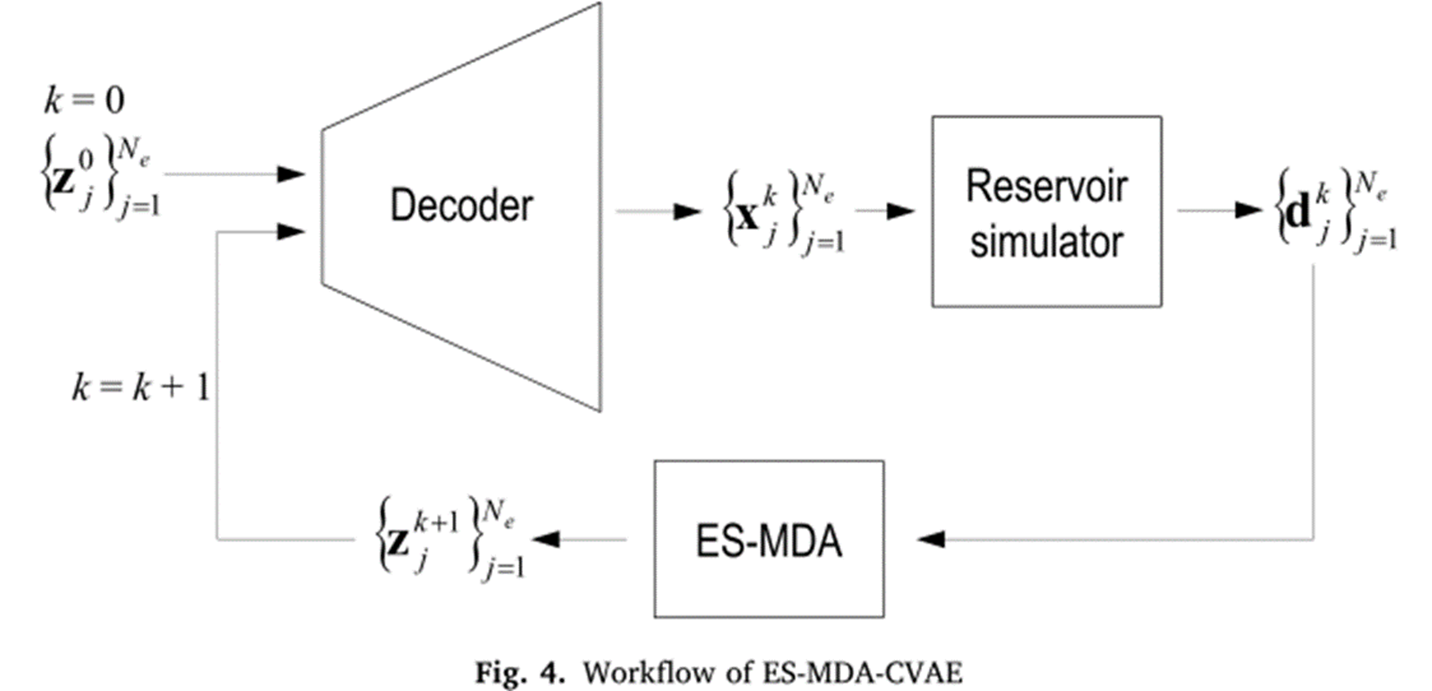 k = 0
{z_j^0}_{j=1}^{N_e}
Decoder
{x_j^k}_{j=1}^{N_e}
Reservoir
simulator
{d_j^k}_{j=1}^{N_e}
k = k + 1
{z_j^{k+1}}_{j=1}^{N_e}
ES-MDA
Fig. 4. Workflow of ES-MDA-CVAE